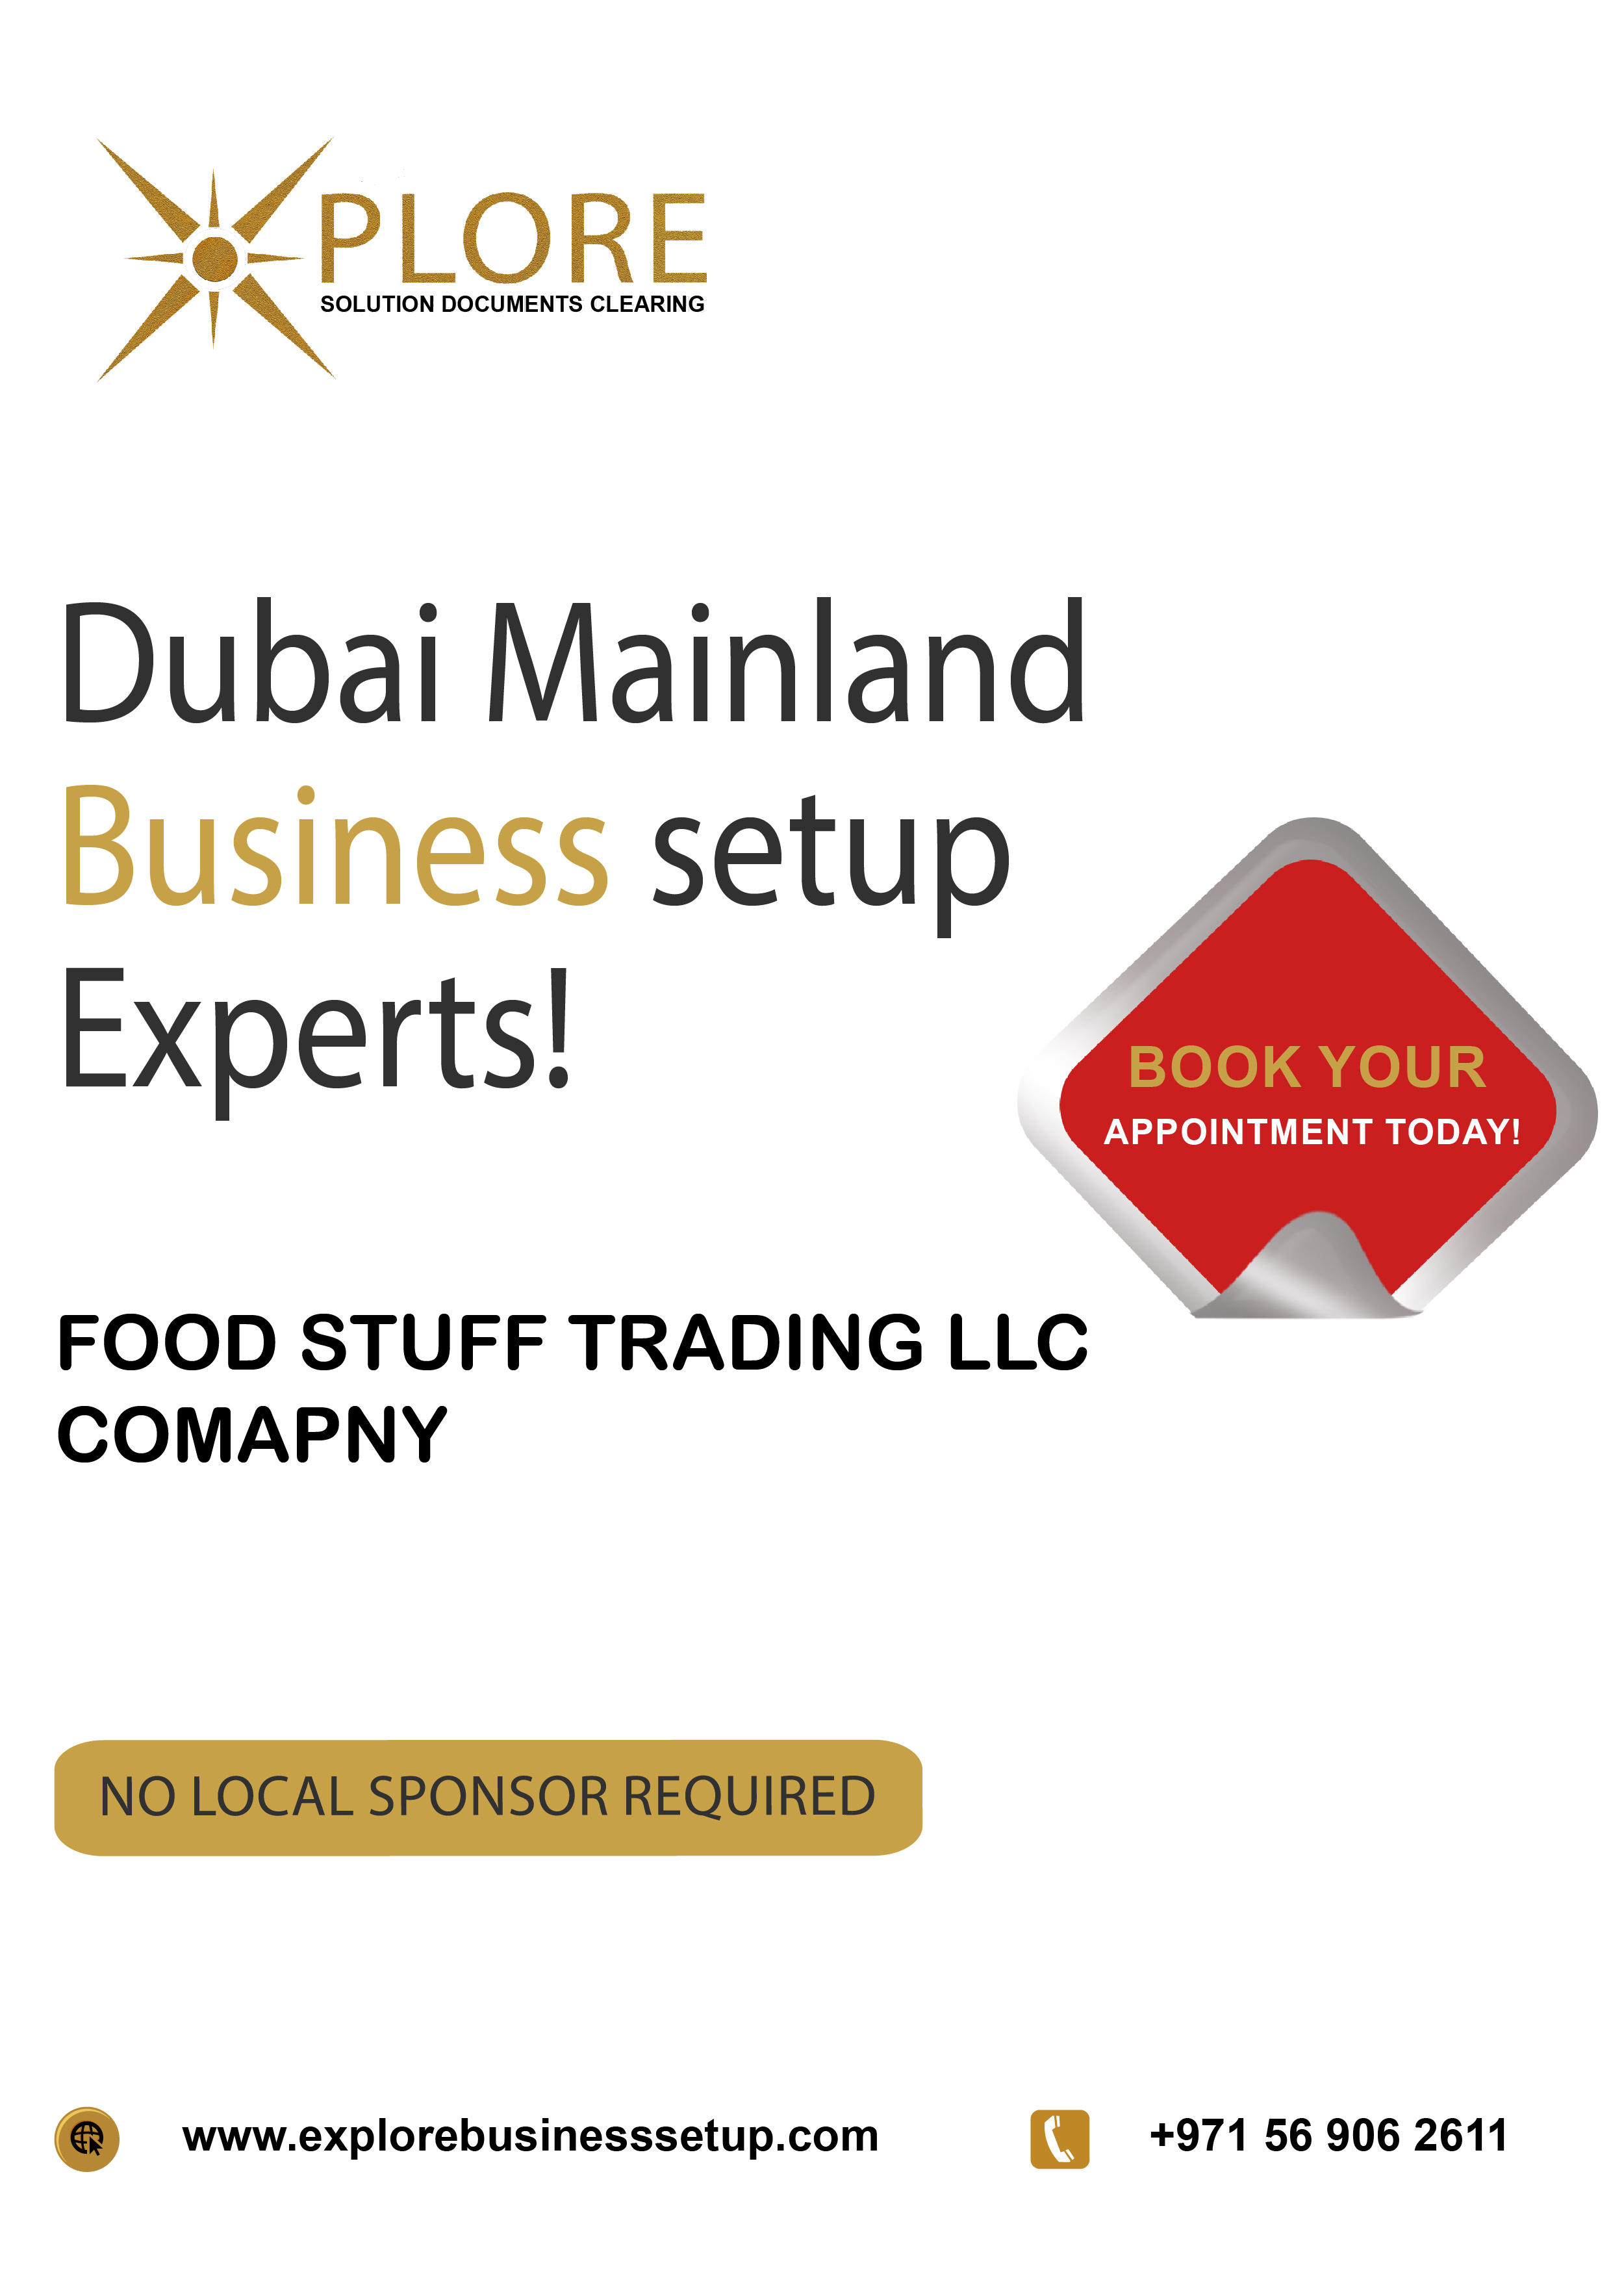 XPLORE
SOLUTION DOCUMENTS CLEARING
Dubai Mainland
Business setup
Experts!
BOOK YOUR
APPOINTMENT TODAY!
FOOD STUFF TRADING LLC
COMAPNY
NO LOCAL SPONSOR REQUIRED
www.explorebusinesssetup.com
+971 56 906 2611